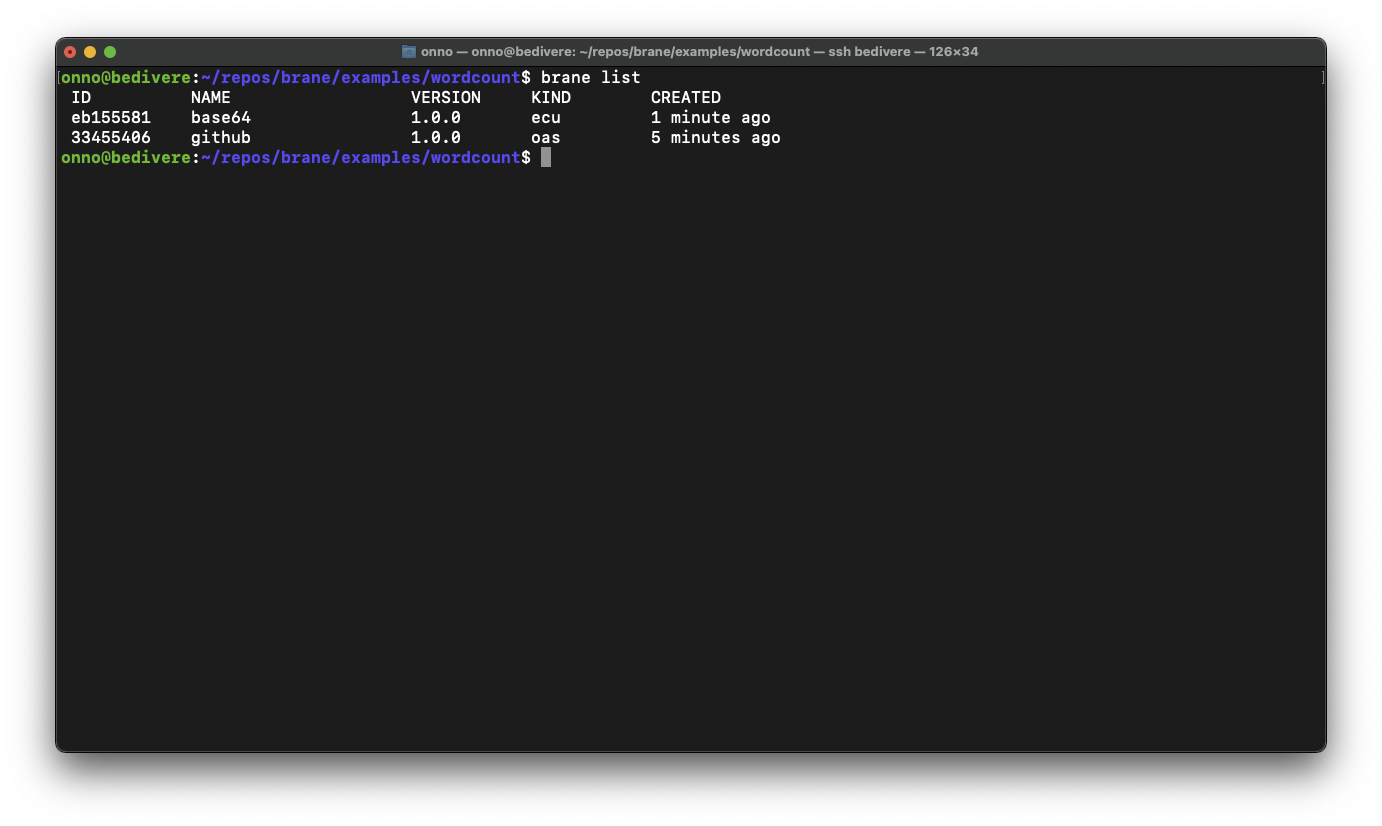 onno — onno@bedivere: ~/repos/brane/examples/wordcount — ssh bedivere — 126×34
[onno@bedivere:~/repos/brane/examples/wordcount$ brane list ]
ID NAME VERSION KIND CREATED
eb155581 base64 1.0.0 ecu 1 minute ago
33455406 github 1.0.0 oas 5 minutes ago
onno@bedivere:~/repos/brane/examples/wordcount$